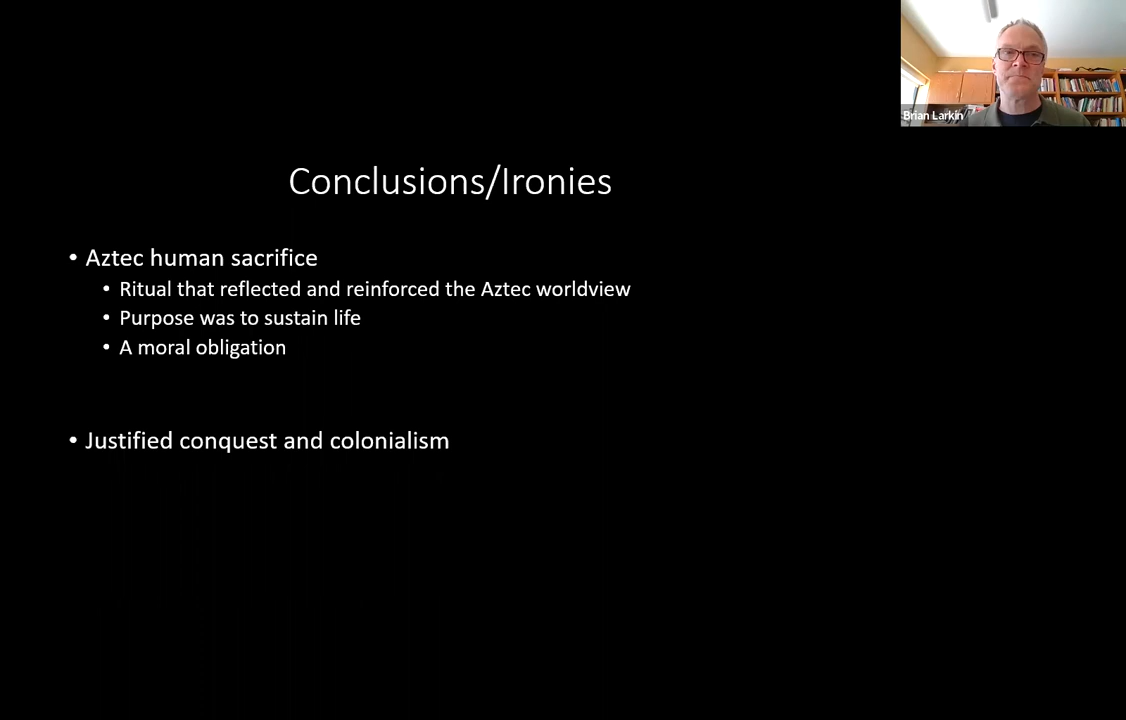 Brian Larkin
Conclusions/Ironies
• Aztec human sacrifice
• Ritual that reflected and reinforced the Aztec worldview
• Purpose was to sustain life
• A moral obligation
• Justified conquest and colonialism